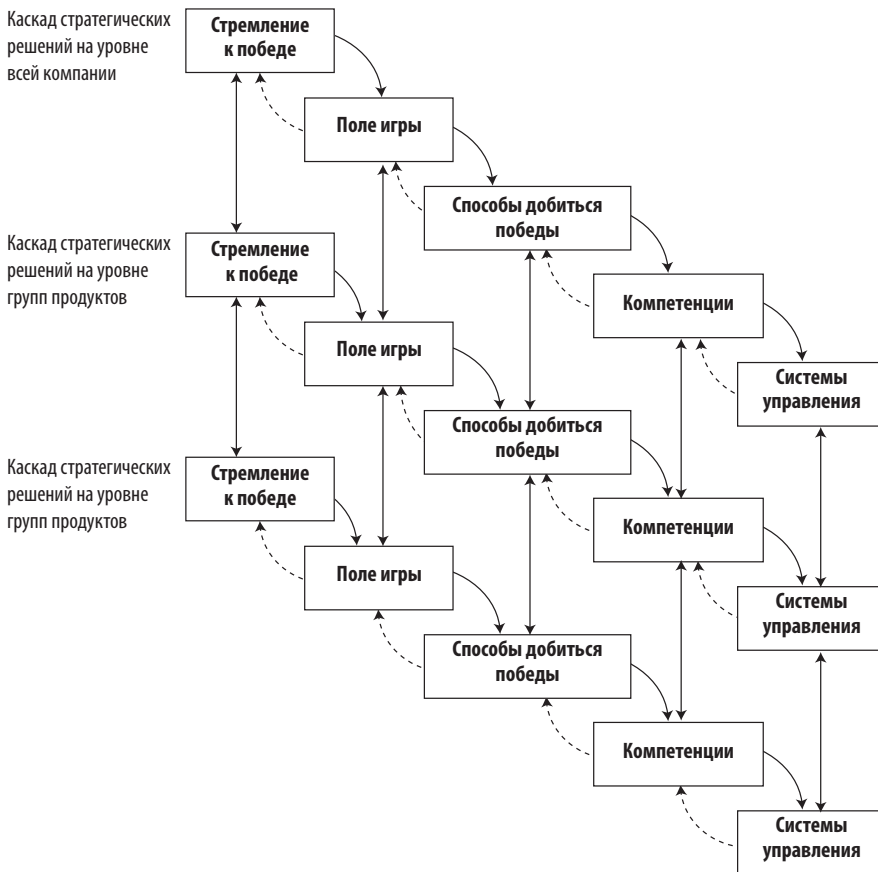 Каскад стратегических
решений на уровне
всей компании
Стремление
к победе
Поле игры
Способы добиться
победы
Компетенции
Системы
управления
Каскад стратегических
решений на уровне
групп продуктов
Стремление
к победе
Поле игры
Способы добиться
победы
Компетенции
Системы
управления
Каскад стратегических
решений на уровне
групп продуктов
Стремление
к победе
Поле игры
Способы добиться
победы
Компетенции
Системы
управления